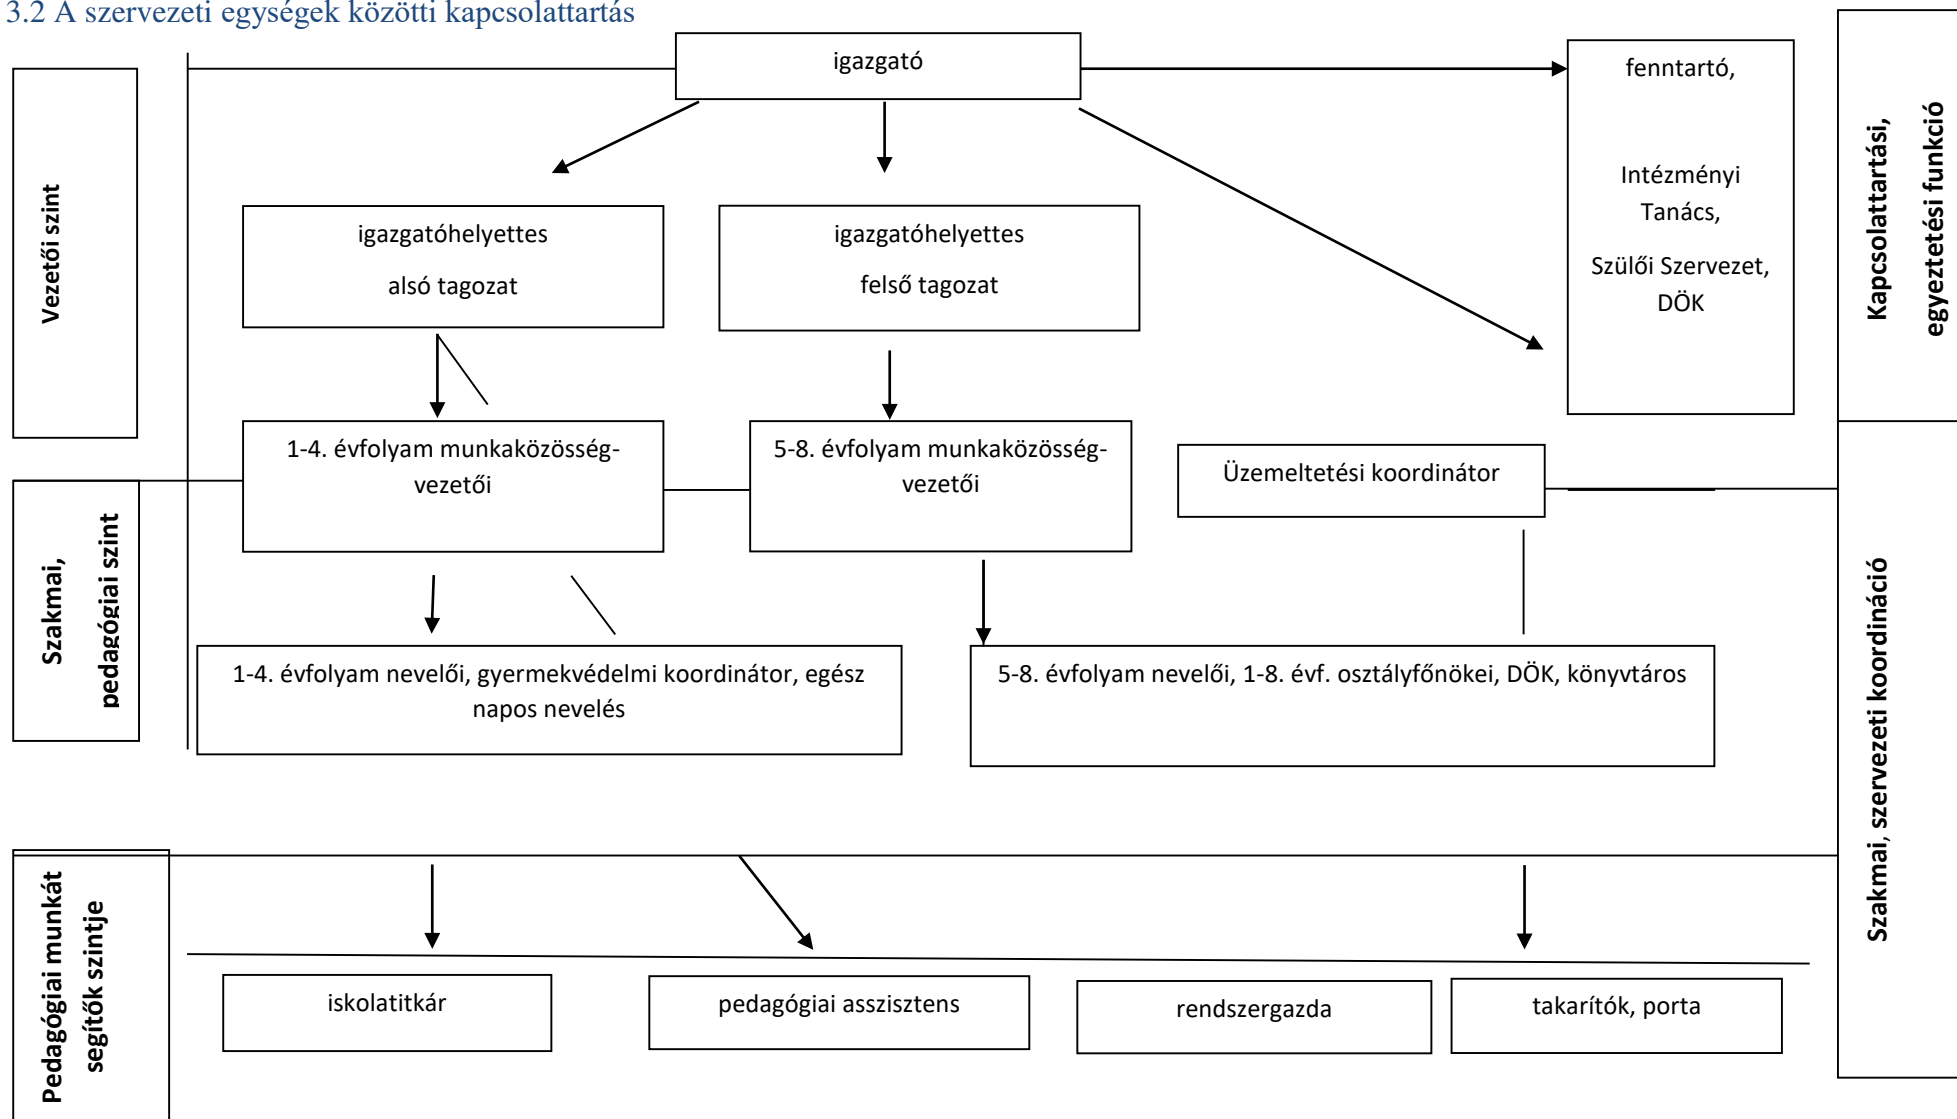 3.2 A szervezeti egységek közötti kapcsolattartás
igazgató
fenntartó,
Intézményi
Tanács,
Szülői Szervezet,
DÖK
Kapcsolattartási,
egyeztetési funkció
Vezetői szint
igazgatóhelyettes
alsó tagozat
igazgatóhelyettes
felső tagozat
1-4. évfolyam munkaközösség-
vezetői
5-8. évfolyam munkaközösség-
vezetői
Üzemeltetési koordinátor
Szakmai,
pedagógiai szint
Szakmai, szervezeti koordináció
1-4. évfolyam nevelői, gyermekvédelmi koordinátor, egész
napos nevelés
5-8. évfolyam nevelői, 1-8. évf. osztályfőnökei, DÖK, könyvtáros
Pedagógiai munkát
segítők szintje
iskolatitkár
pedagógiai asszisztens
rendszergazda
takarítók, porta